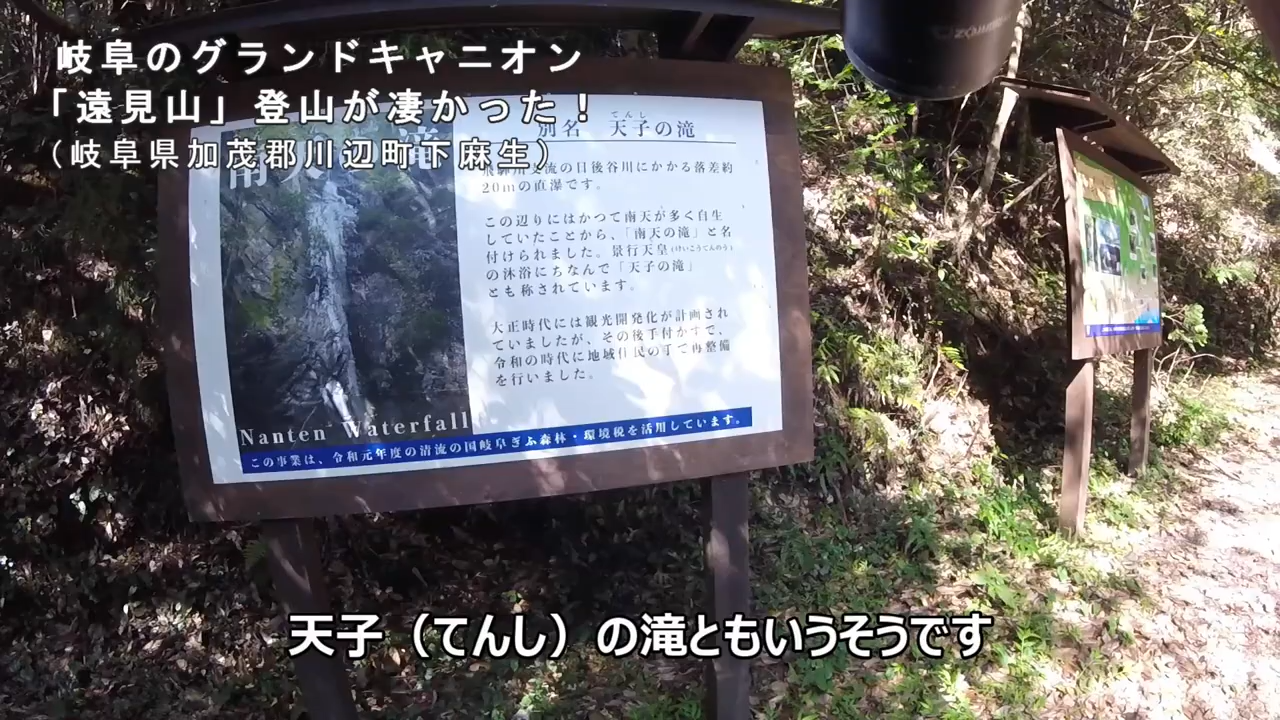 岐阜のグランドキャニオン
「遠見山」登山が凄かった！
（岐阜県加茂郡川辺町下麻生）
南天の滝
別名 天子の滝
てんし
飛騨川支流の日後谷川にかかる落差約
20mの直瀑です。
この辺りにはかつて南天が多く自生
していたことから、「南天の滝」と名
付けられました。景行天皇(けいこうてんのう)
の沐浴にちなんで「天子の滝」
とも称されています。
大正時代には観光開発化が計画され
ていましたが、その後手付かずで、
令和の時代に地域住民の手で再整備
を行いました。
Nanten Waterfall
この事業は、令和元年度の清流の国岐阜ぎふ森林・環境税を活用しています。
天子（てんし）の滝ともいうそうです